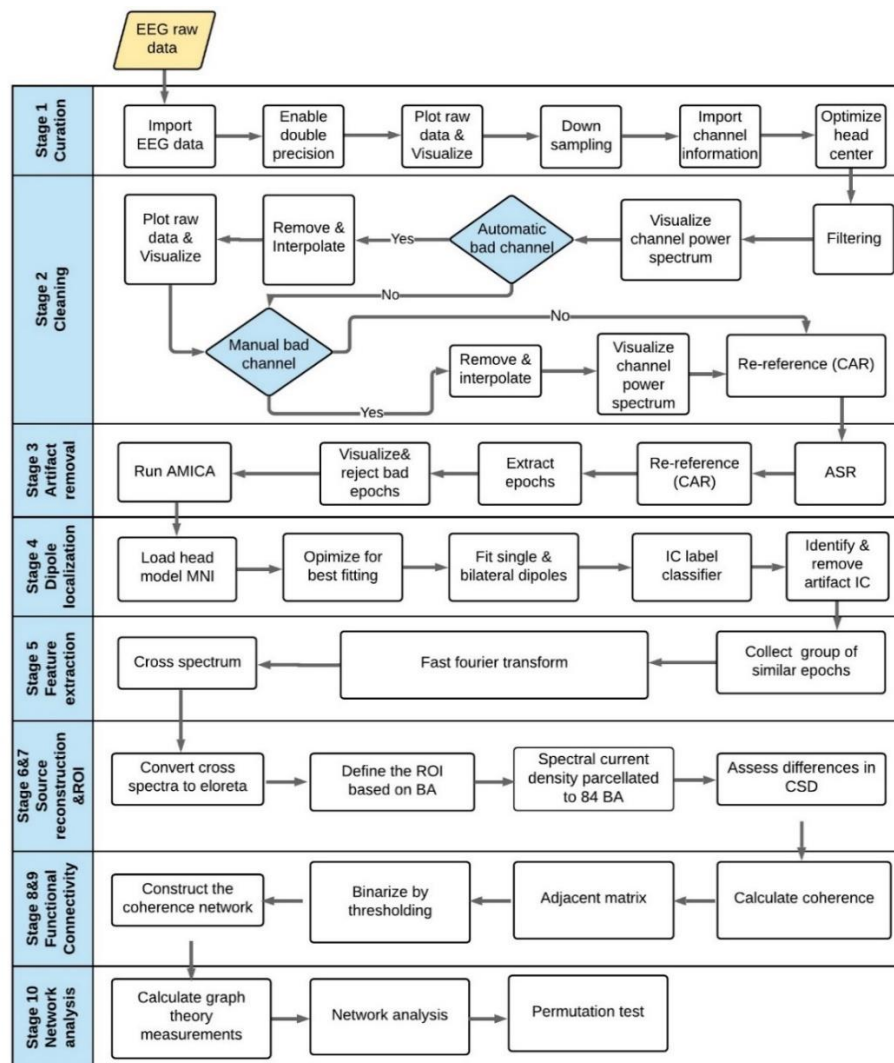 EEG raw
data
Stage 1
Curation
Import
EEG data
Enable
double
precision
Plot raw
data &
Visualize
Down
sampling
Import
channel
information
Optimize
head
center
Stage 2
Cleaning
Filtering
Visualize
channel power
spectrum
Automatic
bad channel
Yes
Remove &
Interpolate
Plot raw
data &
Visualize
No
Manual bad
channel
No
Yes
Remove &
interpolate
Visualize
channel
power
spectrum
Re-reference (CAR)
Stage 3
Artifact
removal
ASR
Re-reference
(CAR)
Extract
epochs
Visualize&
reject bad
epochs
Run AMICA
Stage 4
Dipole
localization
Load head
model MNI
Opimize for
best fitting
Fit single &
bilateral dipoles
IC label
classifier
Identify &
remove
artifact IC
Stage 5
Feature
extraction
Collect group of
similar epochs
Fast fourier transform
Cross spectrum
Stage 6&7
Source
reconstruction
&ROI
Convert cross
spectra to eloreta
Define the ROI
based on BA
Spectral current
density parcellated
to 84 BA
Assess differences in
CSD
Stage 8&9
Functional
Connectivity
Calculate coherence
Adjacent matrix
Binarize by
thresholding
Construct the
coherence network
Stage 10
Network
analysis
Calculate graph
theory
measurements
Network analysis
Permutation test